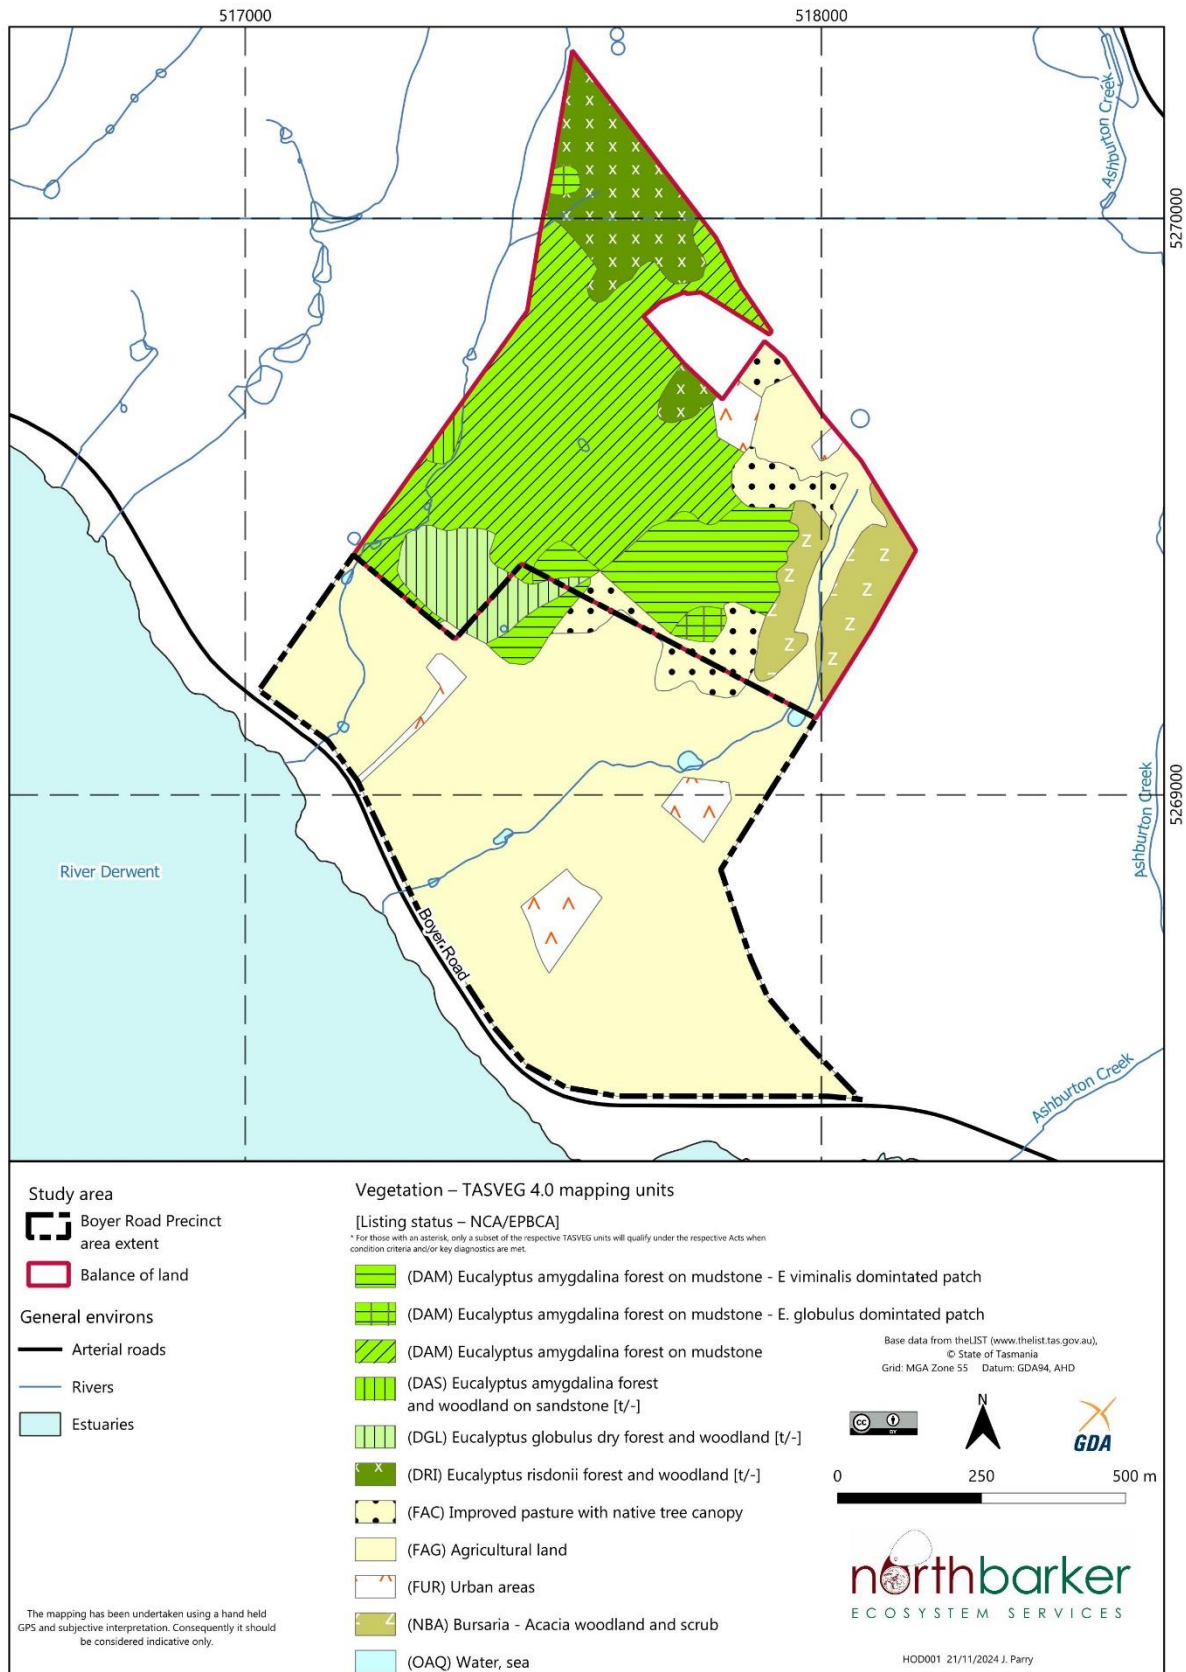 517000
518000
Ashburton Creek
5270000
Ashburton Creek
5269000
River Derwent
Boyer Road
Ashburton Creek
Study area
Boyer Road Precinct
area extent
Balance of land
General environs
Arterial roads
Rivers
Estuaries
The mapping has been undertaken using a hand held
GPS and subjective interpretation. Consequently it should
be considered indicative only.
Vegetation – TASVEG 4.0 mapping units
[Listing status – NCA/EPBCA]
* For those with an asterisk, only a subset of the respective TASVEG units will qualify under the respective Acts when
condition criteria and/or key diagnostics are met.
(DAM) Eucalyptus amygdalina forest on mudstone - E viminalis domintated patch
(DAM) Eucalyptus amygdalina forest on mudstone - E. globulus domintated patch
(DAM) Eucalyptus amygdalina forest on mudstone
(DAS) Eucalyptus amygdalina forest
and woodland on sandstone [t/-]
(DGL) Eucalyptus globulus dry forest and woodland [t/-]
(DRI) Eucalyptus risdonii forest and woodland [t/-]
(FAC) Improved pasture with native tree canopy
(FAG) Agricultural land
(FUR) Urban areas
(NBA) Bursaria - Acacia woodland and scrub
(OAQ) Water, sea
Base data from theLIST (www.thelist.tas.gov.au),
© State of Tasmania
Grid: MGA Zone 55 Datum: GDA94, AHD
cc BY
N
GDA
0 250 500 m
northbarker
ECOSYSTEM SERVICES
HOD001 21/11/2024 J. Parry